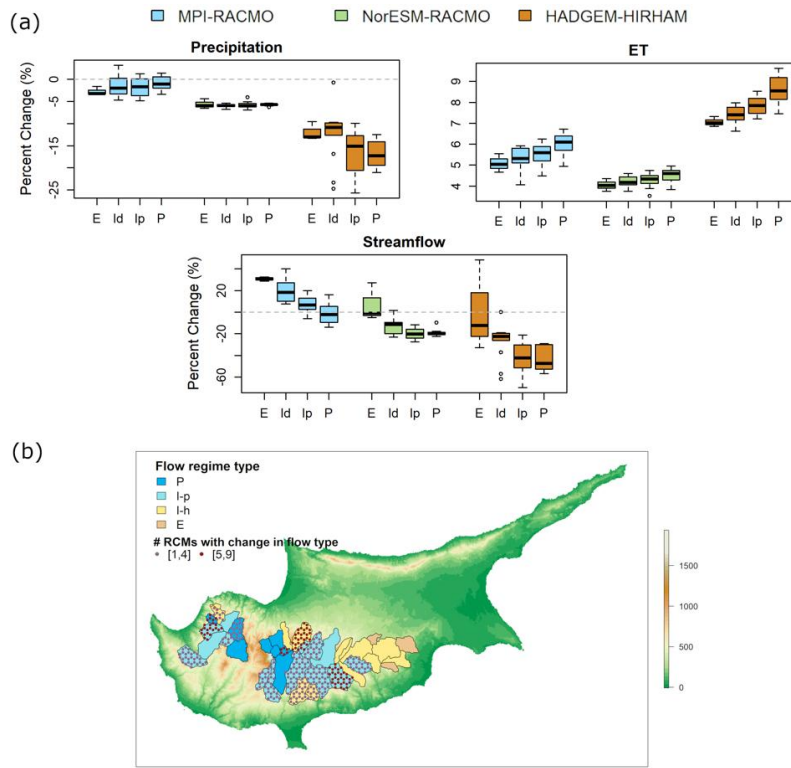 (a)
MPI-RACMO NorESM-RACMO HADGEM-HIRHAM
Precipitation
Percent Change (%)
0
-5
-15
-25
E Id Ip P E Id Ip P E Id Ip P
ET
9
8
7
6
5
4
E Id Ip P E Id Ip P E Id Ip P
Streamflow
Percent Change (%)
20
-20
-60
E Id Ip P E Id Ip P E Id Ip P
(b)
Flow regime type
P
I-p
I-h
E
# RCMs with change in flow type
[1,4] [5,9]
1500
1000
500
0